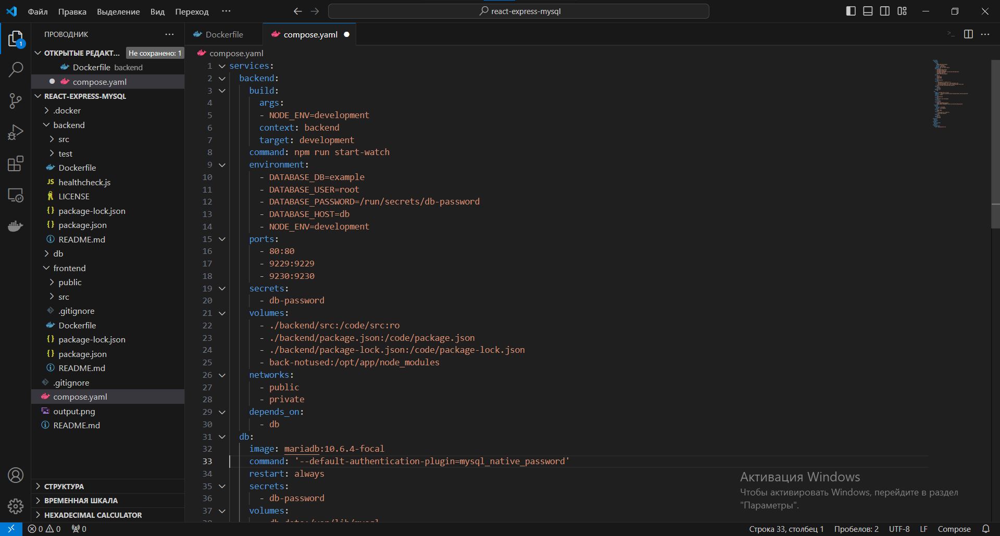 Файл Правка Выделение Вид Переход ···
react-express-mysql
ПРОВОДНИК
ОТКРЫТЫЕ РЕДАКТ... Не сохранено: 1
Dockerfile backend
compose.yaml
REACT-EXPRESS-MYSQL
.docker
backend
src
test
Dockerfile
JS healthcheck.js
LICENSE
{} package-lock.json
{} package.json
README.md
db
frontend
public
src
.gitignore
Dockerfile
{} package-lock.json
{} package.json
README.md
.gitignore
compose.yaml
output.png
README.md
СТРУКТУРА
ВРЕМЕННАЯ ШКАЛА
HEXADECIMAL CALCULATOR
1
Dockerfile compose.yaml
compose.yaml
1 services:
2 backend:
3 build:
4 args:
5 - NODE_ENV=development
6 context: backend
7 target: development
8 command: npm run start-watch
9 environment:
10 - DATABASE_DB=example
11 - DATABASE_USER=root
12 - DATABASE_PASSWORD=/run/secrets/db-password
13 - DATABASE_HOST=db
14 - NODE_ENV=development
15 ports:
16 - 80:80
17 - 9229:9229
18 - 9230:9230
19 secrets:
20 - db-password
21 volumes:
22 - ./backend/src:/code/src:ro
23 - ./backend/package.json:/code/package.json
24 - ./backend/package-lock.json:/code/package-lock.json
25 - back-notused:/opt/app/node_modules
26 networks:
27 - public
28 - private
29 depends_on:
30 - db
31 db:
32 image: mariadb:10.6.4-focal
33 command: '--default-authentication-plugin=mysql_native_password'
34 restart: always
35 secrets:
36 - db-password
37 volumes:
Активация Windows
Чтобы активировать Windows, перейдите в раздел
"Параметры".
0 0 0
Строка 33, столбец 1 Пробелов: 2 UTF-8 LF Compose